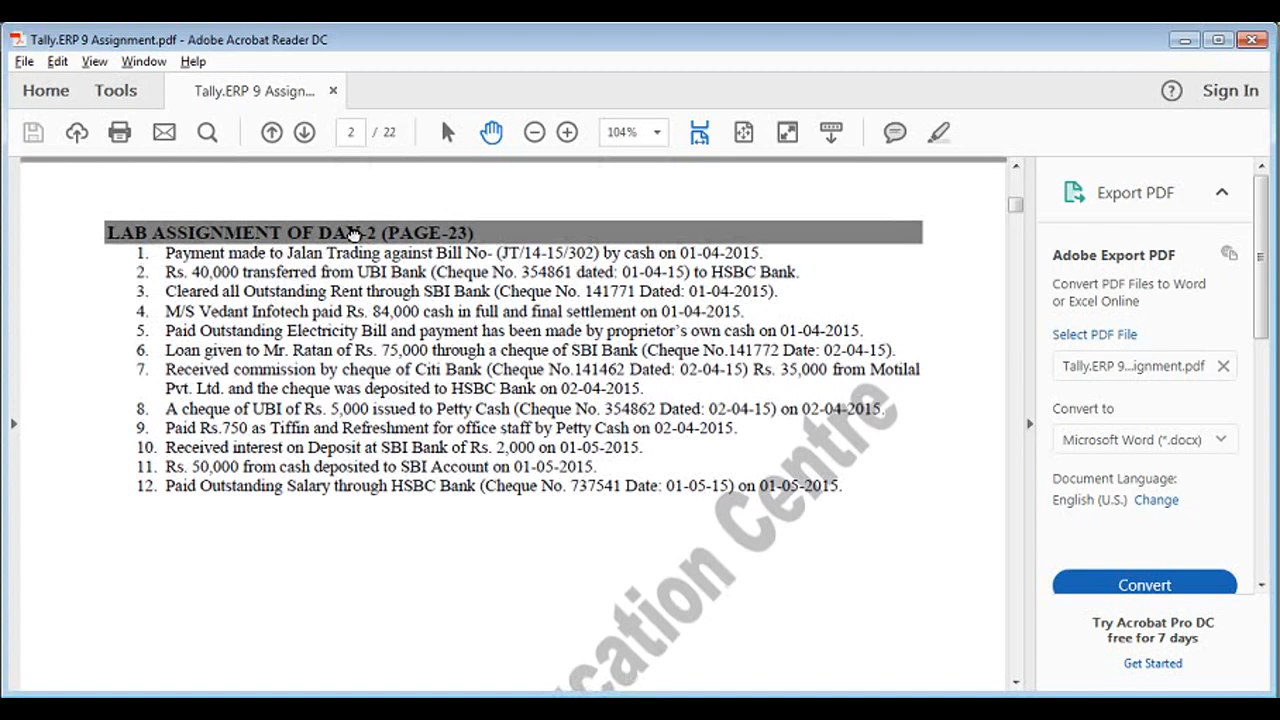 Tally.ERP 9 Assignment.pdf - Adobe Acrobat Reader DC
File Edit View Window Help
Home Tools Tally.ERP 9 Assign... × Sign In
2 / 22 104%
LAB ASSIGNMENT OF DAY-2 (PAGE-23)
1. Payment made to Jalan Trading against Bill No- (JT/14-15/302) by cash on 01-04-2015.
2. Rs. 40,000 transferred from UBI Bank (Cheque No. 354861 dated: 01-04-15) to HSBC Bank.
3. Cleared all Outstanding Rent through SBI Bank (Cheque No. 141771 Dated: 01-04-2015).
4. M/S Vedant Infotech paid Rs. 84,000 cash in full and final settlement on 01-04-2015.
5. Paid Outstanding Electricity Bill and payment has been made by proprietor's own cash on 01-04-2015.
6. Loan given to Mr. Ratan of Rs. 75,000 through a cheque of SBI Bank (Cheque No.141772 Date: 02-04-15).
7. Received commission by cheque of Citi Bank (Cheque No.141462 Dated: 02-04-15) Rs. 35,000 from Motilal
Pvt. Ltd. and the cheque was deposited to HSBC Bank on 02-04-2015.
8. A cheque of UBI of Rs. 5,000 issued to Petty Cash (Cheque No. 354862 Dated: 02-04-15) on 02-04-2015.
9. Paid Rs.750 as Tiffin and Refreshment for office staff by Petty Cash on 02-04-2015.
10. Received interest on Deposit at SBI Bank of Rs. 2,000 on 01-05-2015.
11. Rs. 50,000 from cash deposited to SBI Account on 01-05-2015.
12. Paid Outstanding Salary through HSBC Bank (Cheque No. 737541 Date: 01-05-15) on 01-05-2015.
Centre
Export PDF
Adobe Export PDF
Convert PDF Files to Word
or Excel Online
Select PDF File
Tally.ERP 9...ignment.pdf
Convert to
Microsoft Word (*.docx)
Document Language:
English (U.S.) Change
Convert
Try Acrobat Pro DC
free for 7 days
Get Started